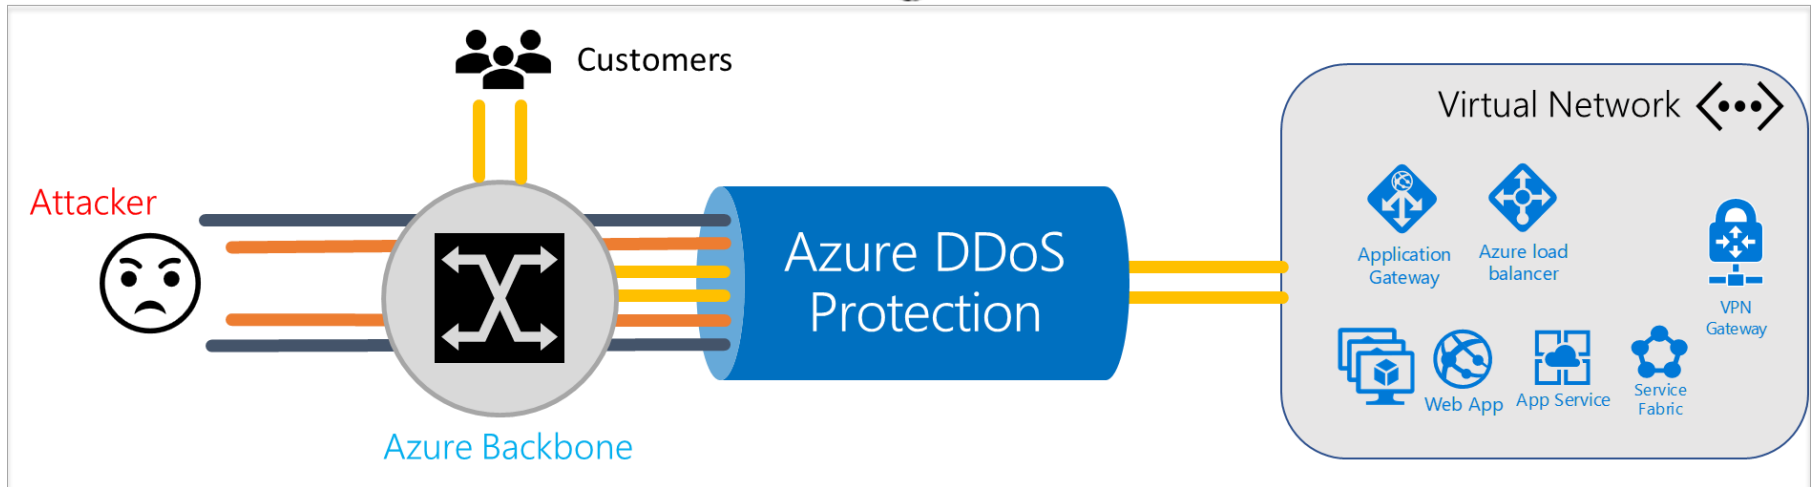 Customers
Attacker
Azure Backbone
Azure DDoS
Protection
Virtual Network
Application
Gateway
Azure load
balancer
VPN
Gateway
Web App
App Service
Service
Fabric